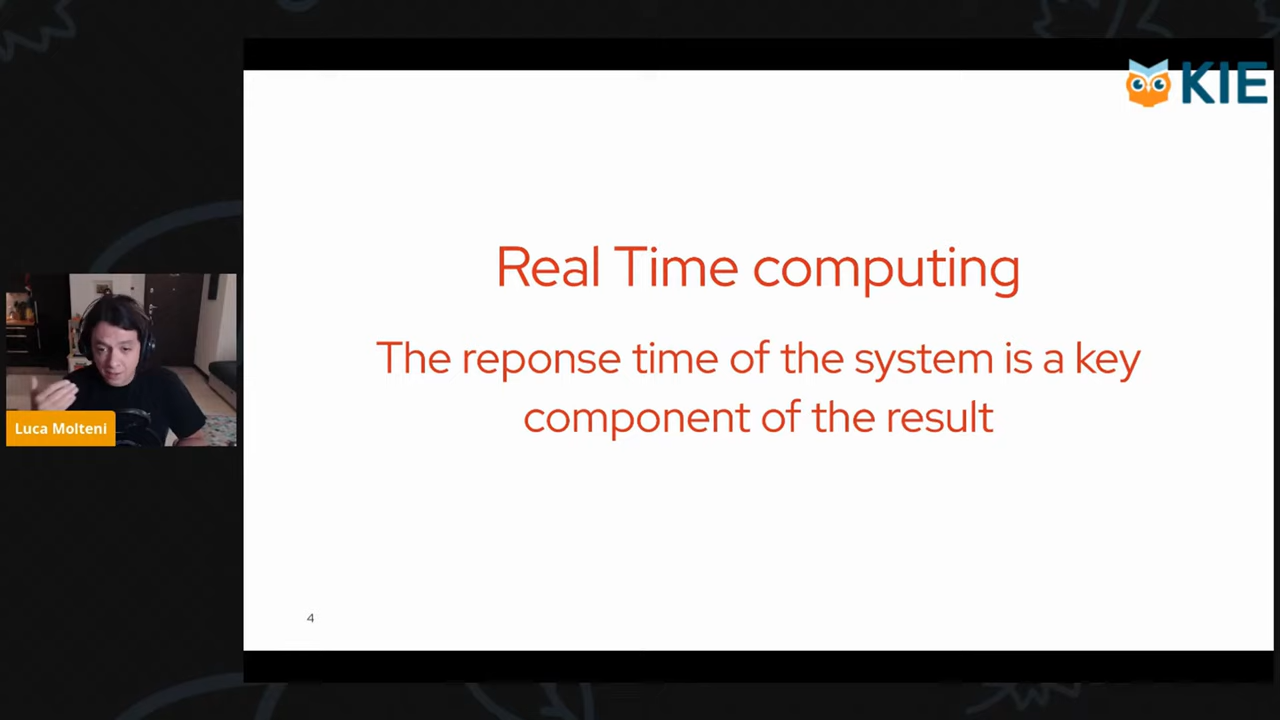 KIE
Real Time computing
The reponse time of the system is a key
component of the result
Luca Molteni
4